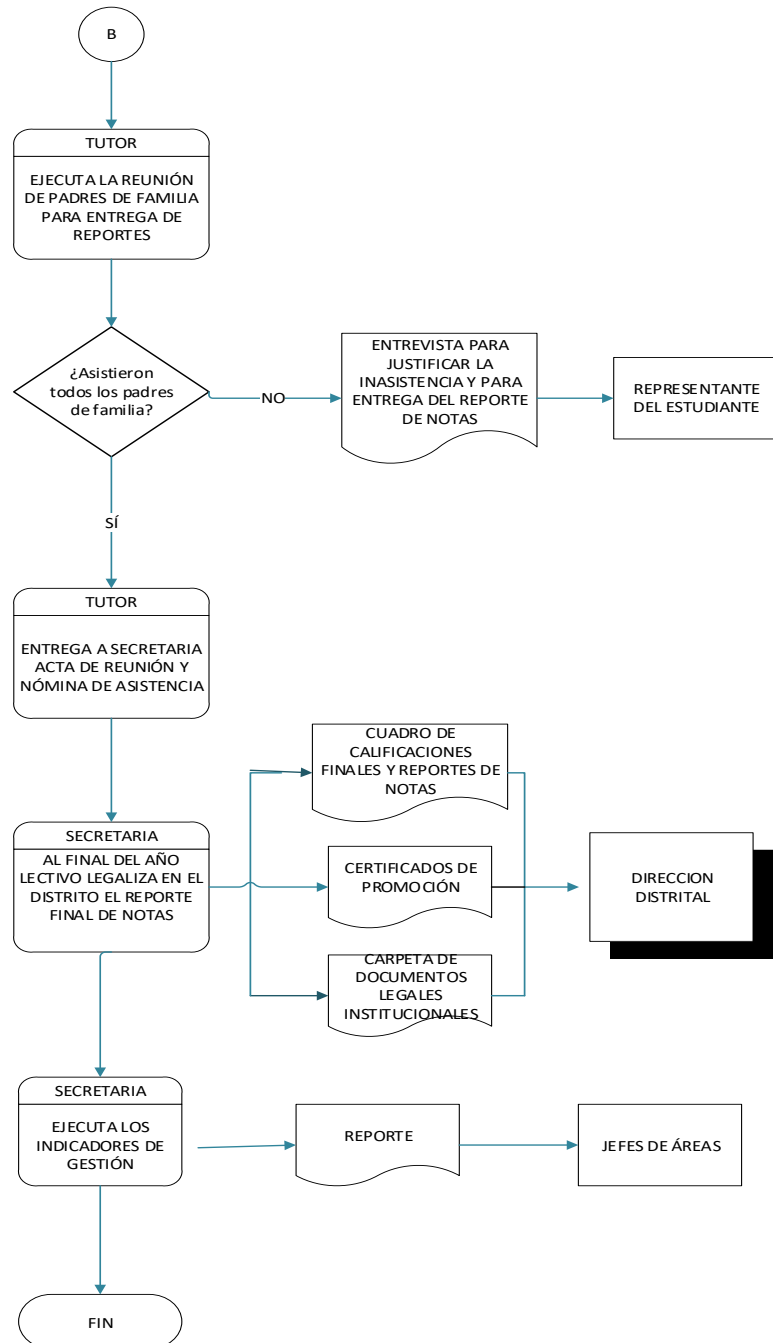 B
TUTOR
EJECUTA LA REUNIÓN
DE PADRES DE FAMILIA
PARA ENTREGA DE
REPORTES
¿Asistieron
todos los padres
de familia?
NO
ENTREVISTA PARA
JUSTIFICAR LA
INASISTENCIA Y PARA
ENTREGA DEL REPORTE
DE NOTAS
REPRESENTANTE
DEL ESTUDIANTE
SÍ
TUTOR
ENTREGA A SECRETARIA
ACTA DE REUNIÓN Y
NÓMINA DE ASISTENCIA
SECRETARIA
AL FINAL DEL AÑO
LECTIVO LEGALIZA EN EL
DISTRITO EL REPORTE
FINAL DE NOTAS
CUADRO DE
CALIFICACIONES
FINALES Y REPORTES DE
NOTAS
CERTIFICADOS DE
PROMOCIÓN
CARPETA DE
DOCUMENTOS
LEGALES
INSTITUCIONALES
DIRECCION
DISTRITAL
SECRETARIA
EJECUTA LOS
INDICADORES DE
GESTIÓN
REPORTE
JEFES DE ÁREAS
FIN